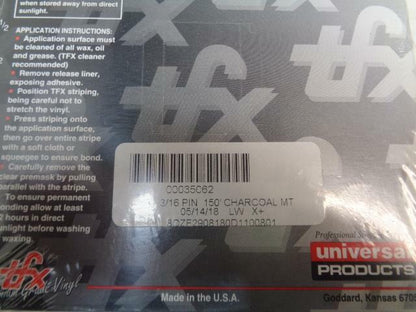 when stored away from direct
sunlight.
APPLICATION INSTRUCTIONS:
• Application surface must
be cleaned of all wax, oil
and grease. (TFX cleaner
recommended)
• Remove release liner,
exposing adhesive.
• Position TFX striping,
being careful not to
stretch the vinyl.
• Press striping onto
the application surface,
then go over entire stripe
with a soft cloth or
squeegee to ensure bond.
• Carefully remove the
clear premask by pulling
parallel with the stripe.
• To ensure permanent
bonding allow at least
2 hours in direct
sunlight before washing
waxing.
tfx
Grade Vinyl
00035062
3/16 PIN 150' CHARCOAL MT
05/14/18 LW X+
Professional
universal
PRODUCTS
Made in the U.S.A.
Goddard, Kansas